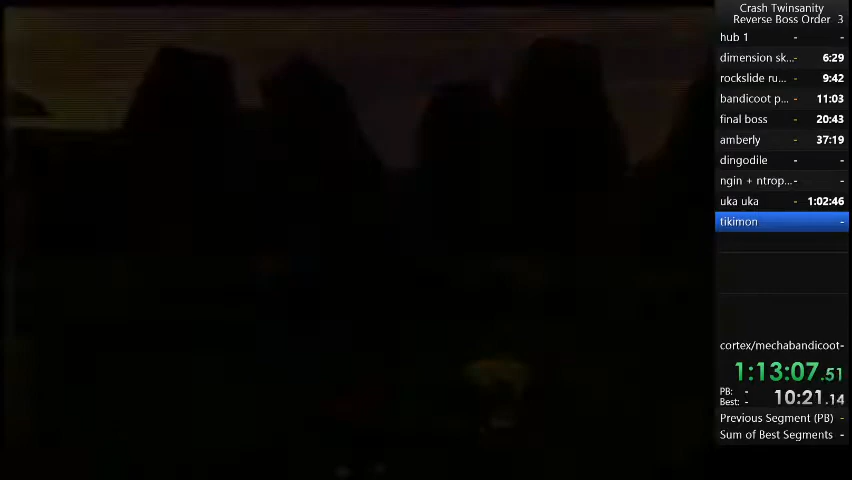 Crash Twinsanity
Reverse Boss Order 3
hub 1 - -
dimension sk...- 6:29
rockslide ru... - 9:42
bandicoot p... - 11:03
final boss - 20:43
amberly - 37:19
dingodile - -
ngin + ntrop...- -
uka uka - 1:02:46
tikimon -
cortex/mechabandicoot-
1:13:07.51
PB: -
Best: - 10:21.14
Previous Segment (PB) -
Sum of Best Segments -